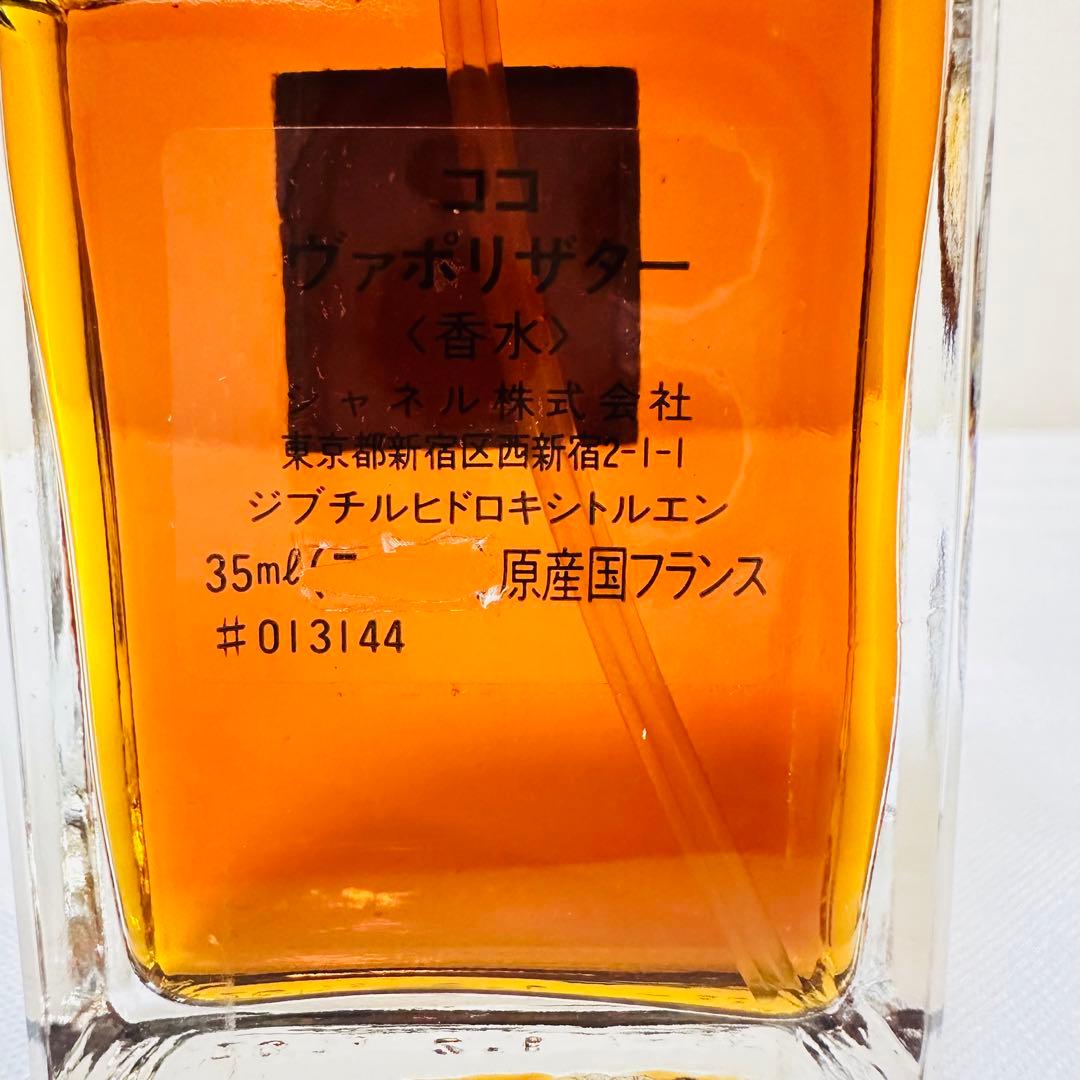 ココ
ヴァポリザター
〈香水〉
シャネル株式会社
東京都新宿区西新宿2-1-1
ジブチルヒドロキシトルエン
35mℓ 原産国フランス
#013144